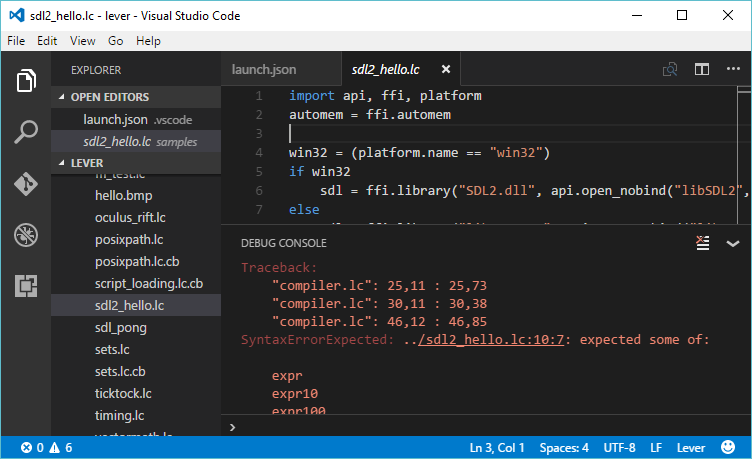 sdl2_hello.lc - lever - Visual Studio Code
File Edit View Go Help
EXPLORER
OPEN EDITORS
launch.json .vscode
sdl2_hello.lc samples
LEVER
hello.bmp
oculus_rift.lc
posixpath.lc
posixpath.lc.cb
script_loading.lc.cb
sdl2_hello.lc
sdl_pong
sets.lc
sets.lc.cb
ticktock.lc
timing.lc
launch.json sdl2_hello.lc
1 import api, ffi, platform
2 automem = ffi.automem
3
4 win32 = (platform.name == "win32")
5 if win32
6 sdl = ffi.library("SDL2.dll", api.open_nobind("libSDL2",
7 else
DEBUG CONSOLE
Traceback:
"compiler.lc": 25,11 : 25,73
"compiler.lc": 30,11 : 30,38
"compiler.lc": 46,12 : 46,85
SyntaxErrorExpected: ../sdl2_hello.lc:10:7: expected some of:
expr
expr10
expr100
0 6 Ln 3, Col 1 Spaces: 4 UTF-8 LF Lever